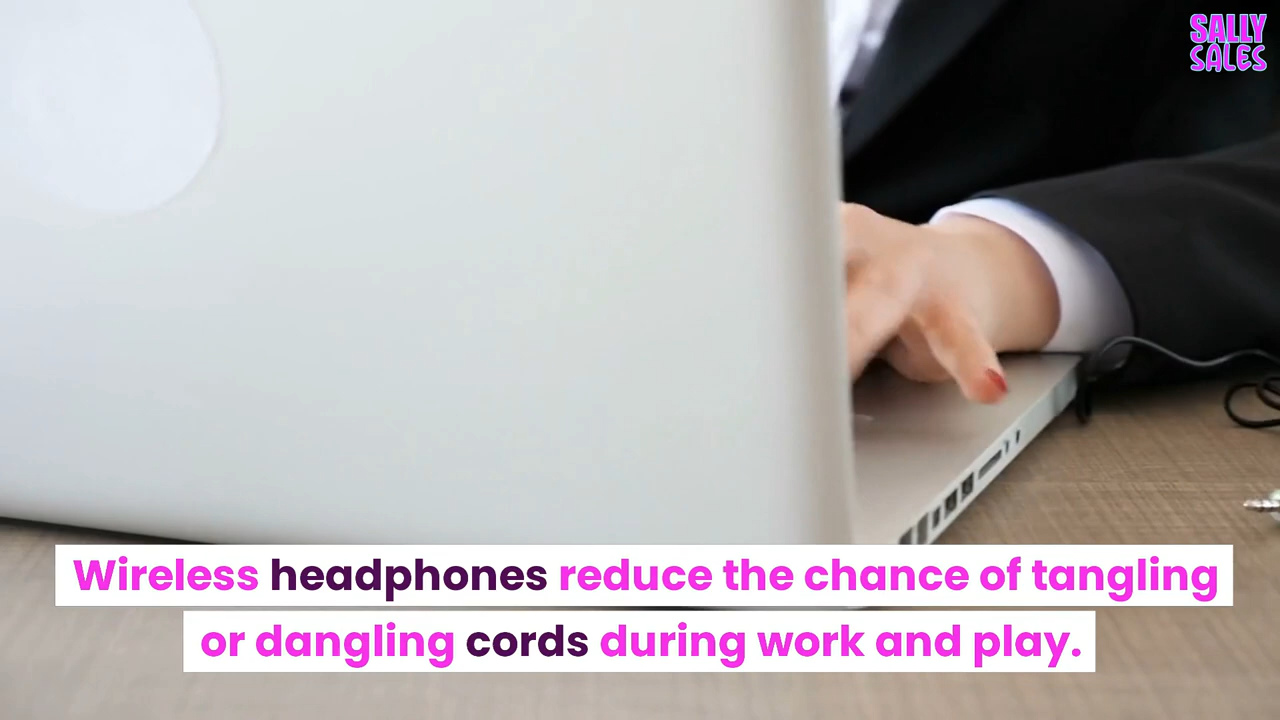 SALLY
SALES
Wireless headphones reduce the chance of tangling
or dangling cords during work and play.